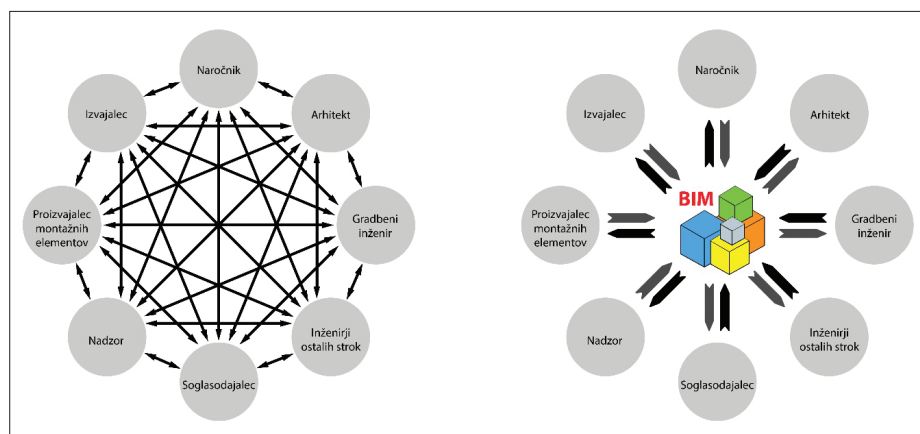 Naročnik
Izvajalec
Arhitekt
Proizvajalec
montažnih
elementov
Gradbeni
inženir
Nadzor
Inženirji
ostalih strok
Soglasodajalec
Naročnik
Izvajalec
Arhitekt
BIM
Proizvajalec
montažnih
elementov
Gradbeni
inženir
Nadzor
Inženirji
ostalih strok
Soglasodajalec